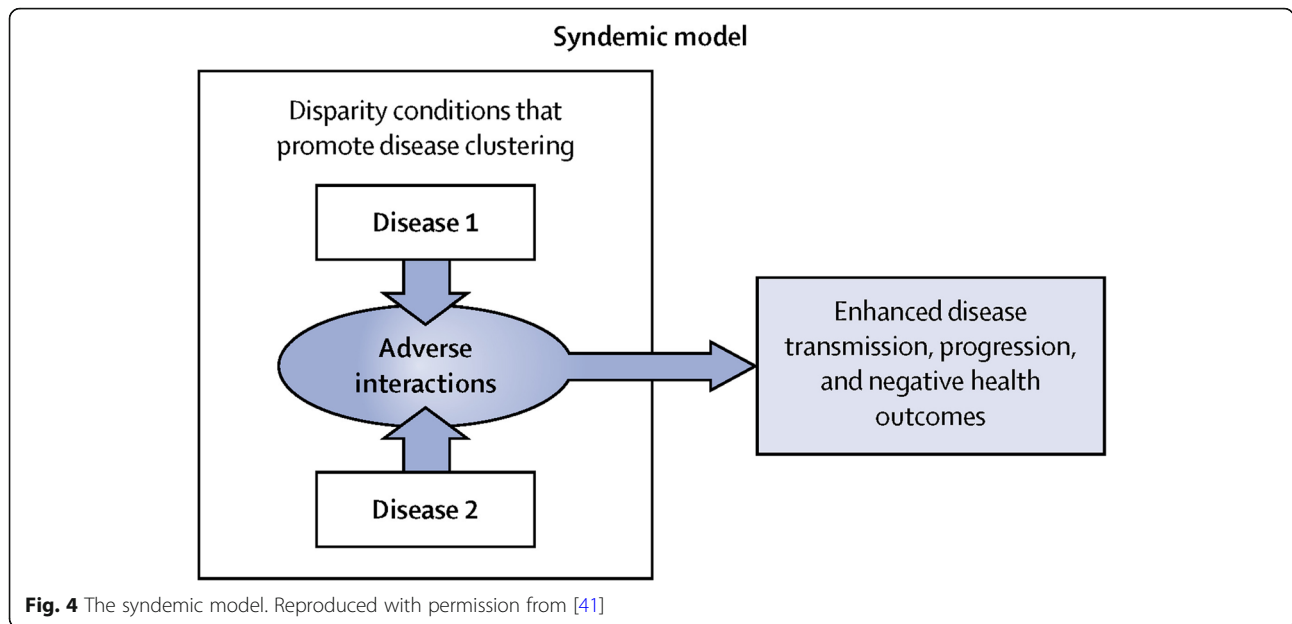 Syndemic model
Disparity conditions that
promote disease clustering
Disease 1
Adverse
interactions
Disease 2
Enhanced disease
transmission, progression,
and negative health
outcomes
Fig. 4 The syndemic model. Reproduced with permission from [41]